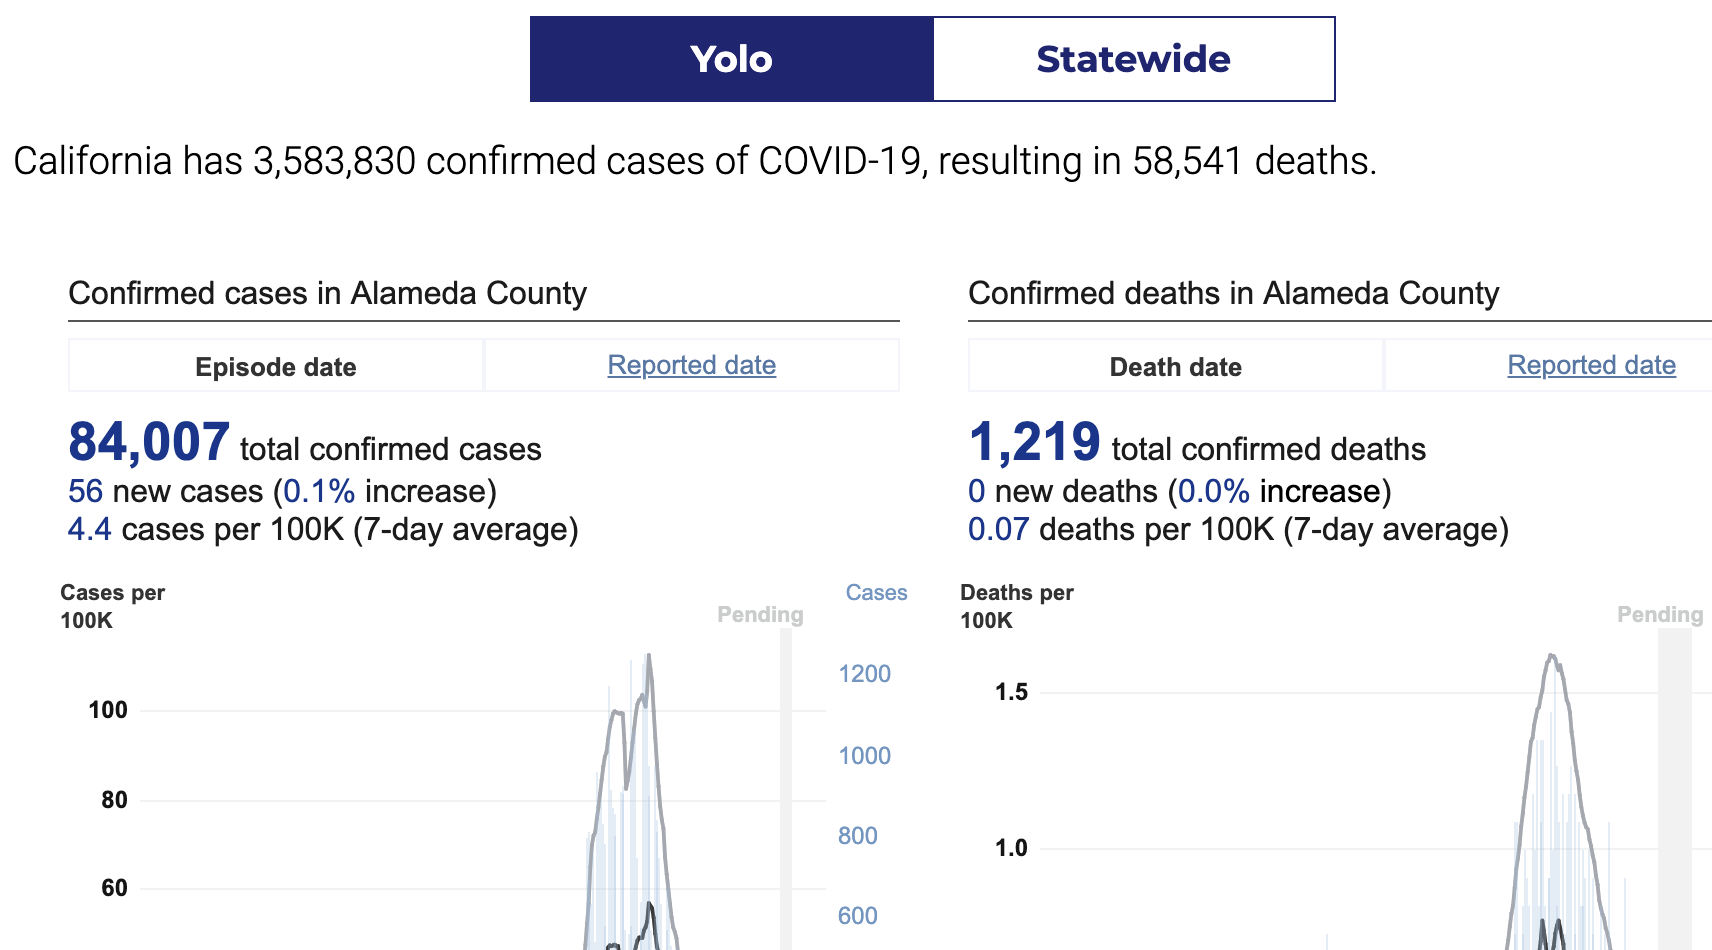 Yolo Statewide
California has 3,583,830 confirmed cases of COVID-19, resulting in 58,541 deaths.
Confirmed cases in Alameda County
Episode date Reported date
84,007 total confirmed cases
56 new cases (0.1% increase)
4.4 cases per 100K (7-day average)
Cases per
100K
Pending
Cases
1200
100
1000
80
800
60
600
Confirmed deaths in Alameda County
Death date Reported date
1,219 total confirmed deaths
0 new deaths (0.0% increase)
0.07 deaths per 100K (7-day average)
Deaths per
100K
Pending
1.5
1.0